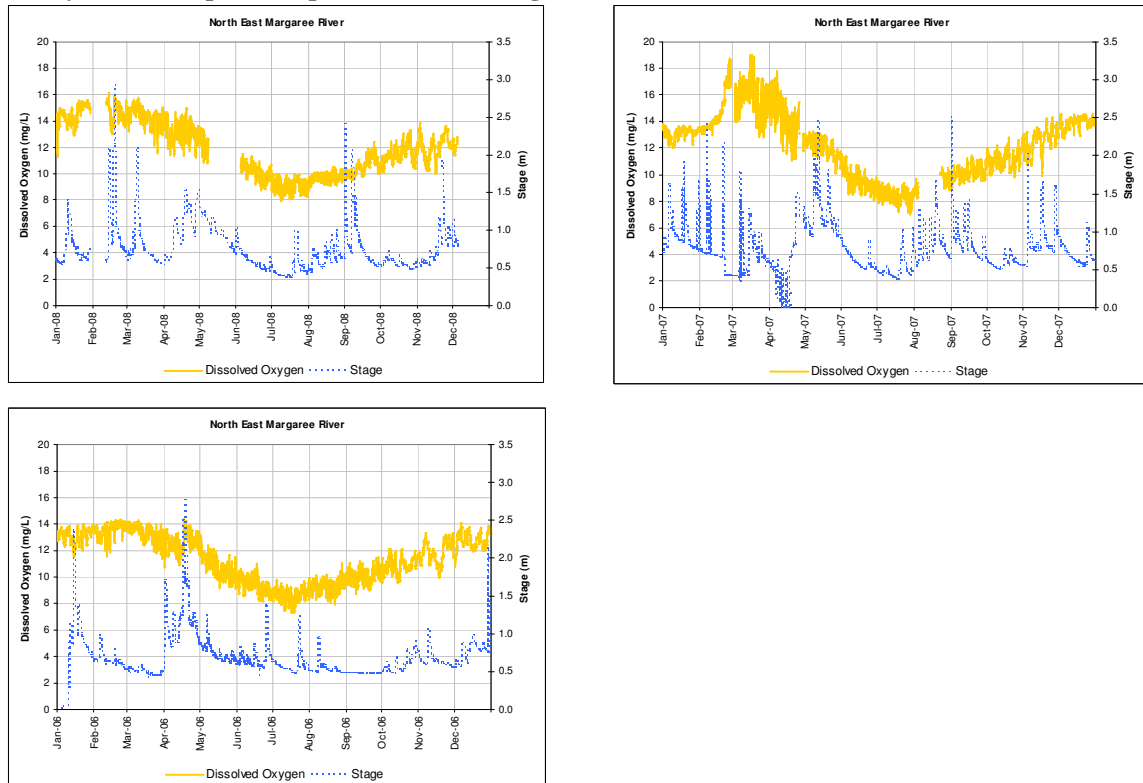 North East Margaree River
20
18
16
14
12
10
8
6
4
2
0
Dissolved Oxygen (mg/L)
3.5
3.0
2.5
2.0
1.5
1.0
0.5
0.0
Stage (m)
Jan-08
Feb-08
Mar-08
Apr-08
May-08
Jun-08
Jul-08
Aug-08
Sep-08
Oct-08
Nov-08
Dec-08
Dissolved Oxygen
Stage
North East Margaree River
20
18
16
14
12
10
8
6
4
2
0
Dissolved Oxygen (mg/L)
3.5
3.0
2.5
2.0
1.5
1.0
0.5
0.0
Stage (m)
Jan-07
Feb-07
Mar-07
Apr-07
May-07
Jun-07
Jul-07
Aug-07
Sep-07
Oct-07
Nov-07
Dec-07
Dissolved Oxygen
Stage
North East Margaree River
20
18
16
14
12
10
8
6
4
2
0
Dissolved Oxygen (mg/L)
3.5
3.0
2.5
2.0
1.5
1.0
0.5
0.0
Stage (m)
Jan-06
Feb-06
Mar-06
Apr-06
May-06
Jun-06
Jul-06
Aug-06
Sep-06
Oct-06
Nov-06
Dec-06
Dissolved Oxygen
Stage